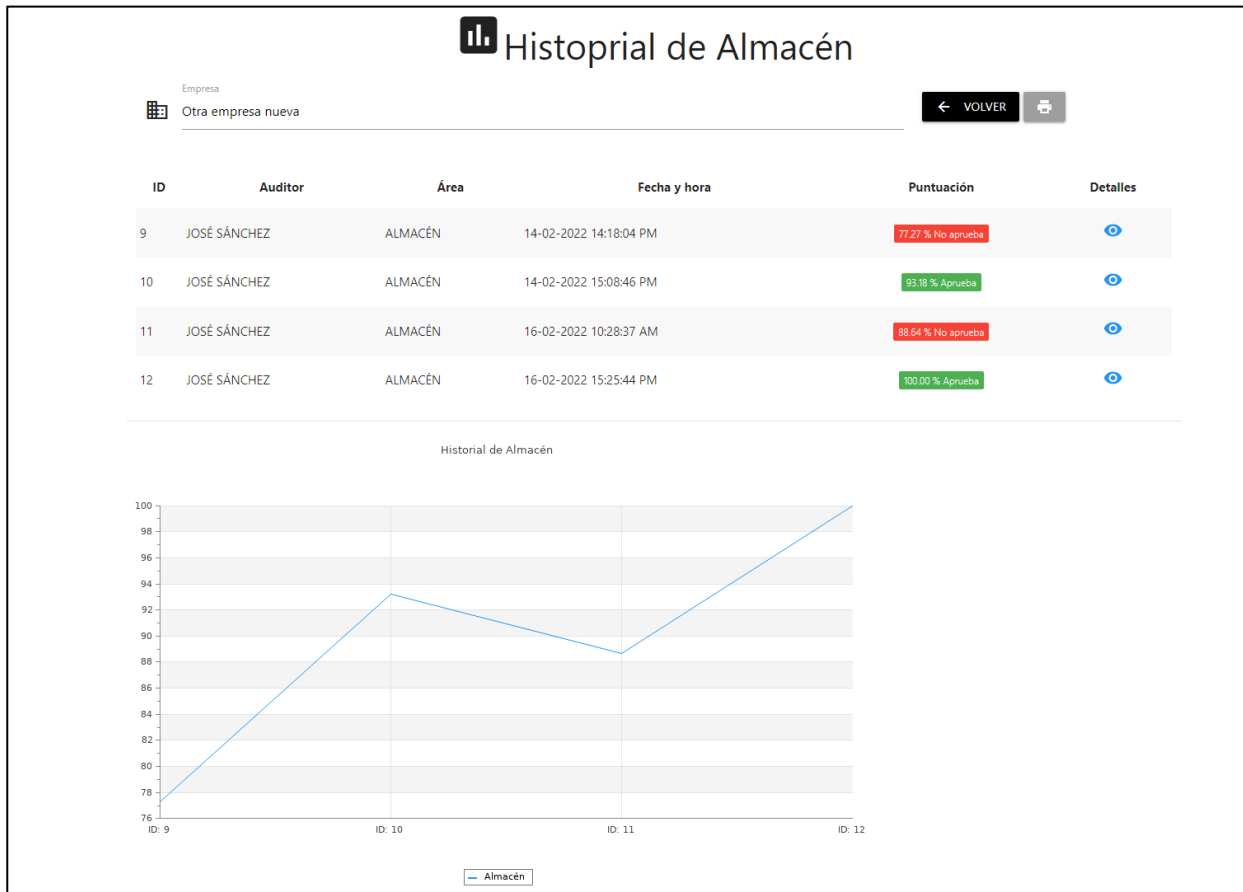 Histoprial de Almacén
Empresa
Otra empresa nueva
VOLVER
ID Auditor Área Fecha y hora Puntuación Detalles
9 JOSÉ SÁNCHEZ ALMACÉN 14-02-2022 14:18:04 PM 77.27 % No aprueba
10 JOSÉ SÁNCHEZ ALMACÉN 14-02-2022 15:08:46 PM 93.18 % Aprueba
11 JOSÉ SÁNCHEZ ALMACÉN 16-02-2022 10:28:37 AM 88.64 % No aprueba
12 JOSÉ SÁNCHEZ ALMACÉN 16-02-2022 15:25:44 PM 100.00 % Aprueba
Historial de Almacén
100
98
96
94
92
90
88
86
84
82
80
78
76
ID: 9 ID: 10 ID: 11 ID: 12
Almacén